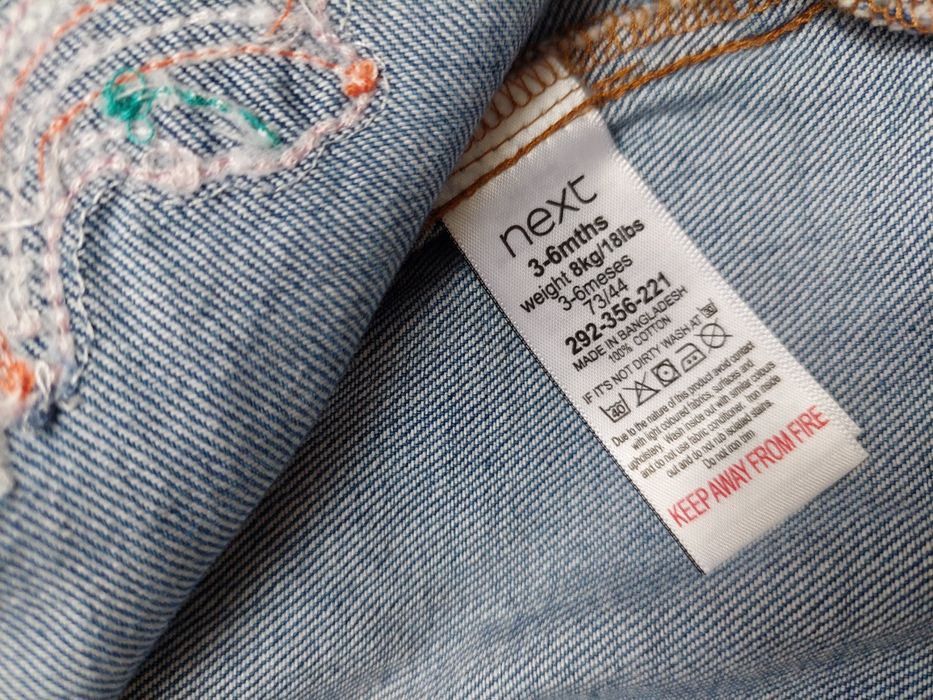 next
3-6mths
weight 8kg/18lbs
3-6meses
73/44
292-356-221
MADE IN BANGLADESH
100% COTTON
IF IT'S NOT DIRTY WASH AT 30
40
Due to the nature of this product avoid contact
with light coloured fabrics, surfaces and
upholstery. Wash inside out with similar colours
and do not use fabric conditioner. Iron inside
out and do not rub isolated stains.
Do not iron trim
KEEP AWAY FROM FIRE